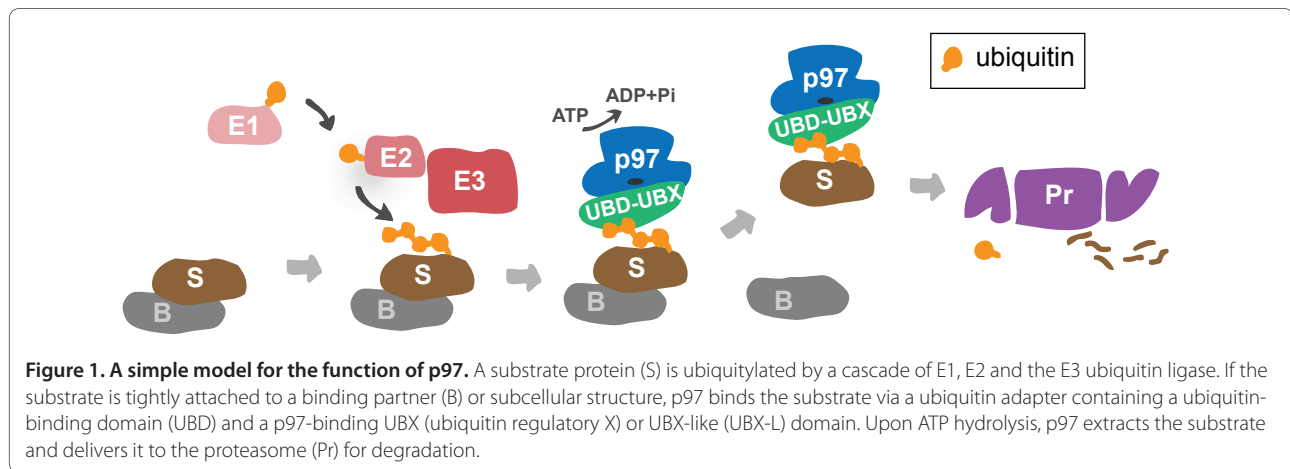 ubiquitin
E1
E2
E3
S
B
S
B
ATP
ADP+Pi
p97
UBD-UBX
S
B
p97
UBD-UBX
S
B
Pr
Figure 1. A simple model for the function of p97. A substrate protein (S) is ubiquitylated by a cascade of E1, E2 and the E3 ubiquitin ligase. If the
substrate is tightly attached to a binding partner (B) or subcellular structure, p97 binds the substrate via a ubiquitin adapter containing a ubiquitin-
binding domain (UBD) and a p97-binding UBX (ubiquitin regulatory X) or UBX-like (UBX-L) domain. Upon ATP hydrolysis, p97 extracts the substrate
and delivers it to the proteasome (Pr) for degradation.